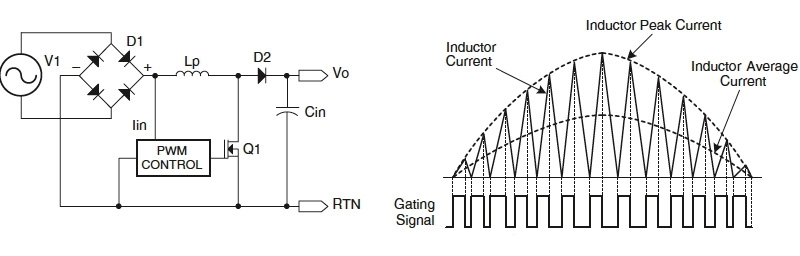 V1
D1
−
+
Lp
D2
Vo
Cin
Iin
PWM
CONTROL
Q1
RTN
Inductor Peak Current
Inductor
Current
Inductor Average
Current
Gating
Signal